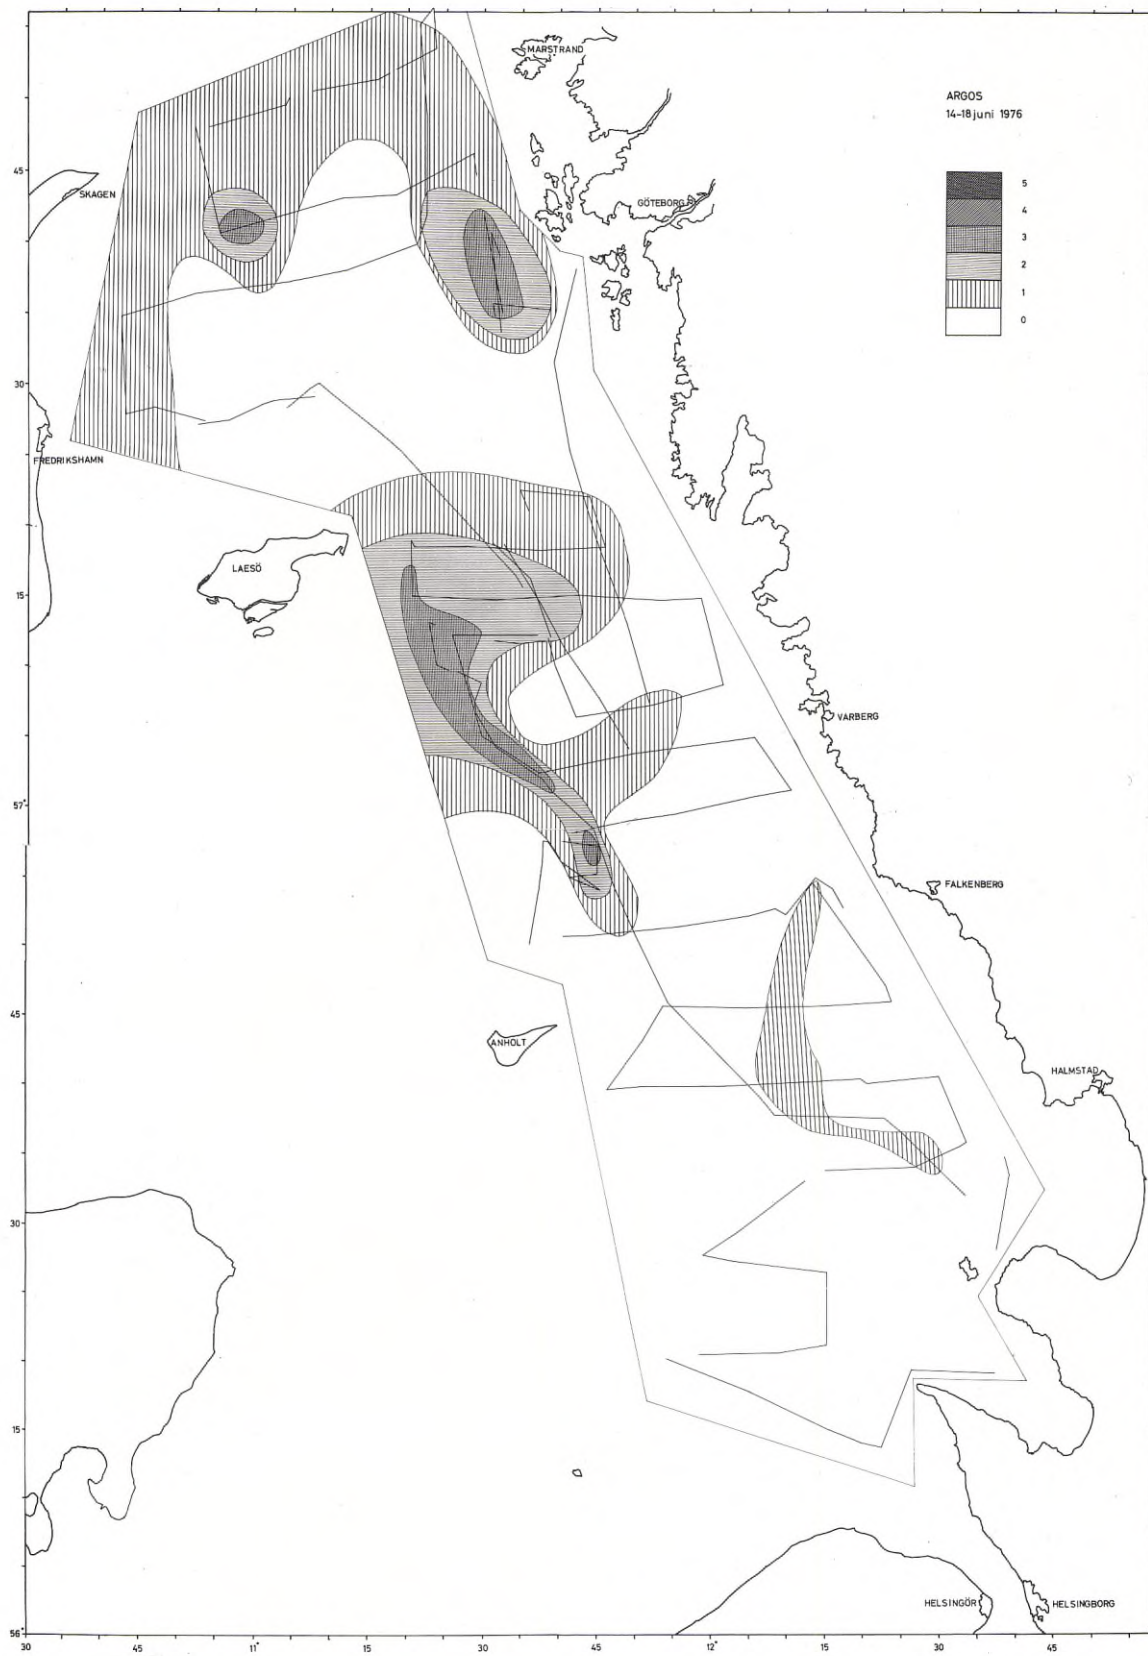 MARSTRAND
ARGOS
14-18 juni 1976
45
SKAGEN
5
GÖTEBORG
4
3
2
1
0
30
FREDRIKSHAMN
LAESÖ
15
VARBERG
57°
FALKENBERG
45
ANHOLT
HALMSTAD
30
15
HELSINGÖR
HELSINGBORG
56°
30 45 11° 15 30 45 12° 15 30 45